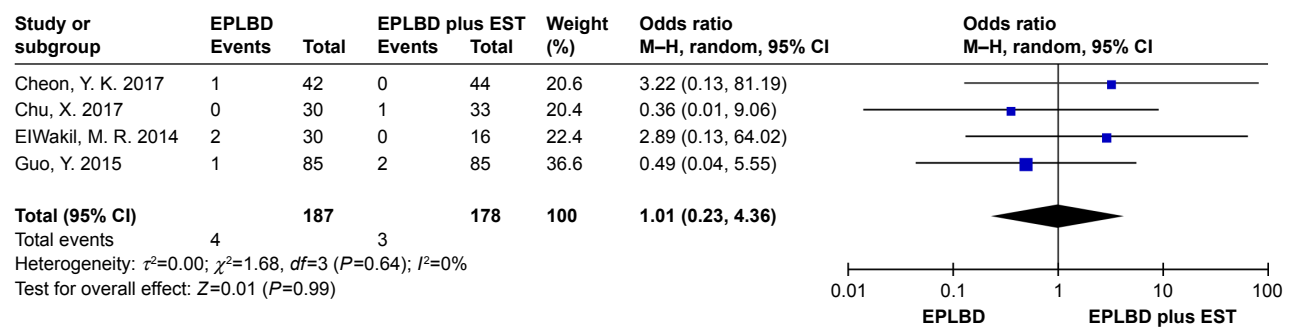 Study or subgroup EPLBD Events Total EPLBD plus EST Events Total Weight (%) Odds ratio M–H, random, 95% CI Odds ratio M–H, random, 95% CI
Cheon, Y. K. 2017 1 42 0 44 20.6 3.22 (0.13, 81.19)
Chu, X. 2017 0 30 1 33 20.4 0.36 (0.01, 9.06)
ElWakil, M. R. 2014 2 30 0 16 22.4 2.89 (0.13, 64.02)
Guo, Y. 2015 1 85 2 85 36.6 0.49 (0.04, 5.55)
Total (95% CI) 187 178 100 1.01 (0.23, 4.36)
Total events 4 3
Heterogeneity: τ²=0.00; χ²=1.68, df=3 (P=0.64); I²=0%
Test for overall effect: Z=0.01 (P=0.99)
0.01 0.1 1 10 100
EPLBD EPLBD plus EST